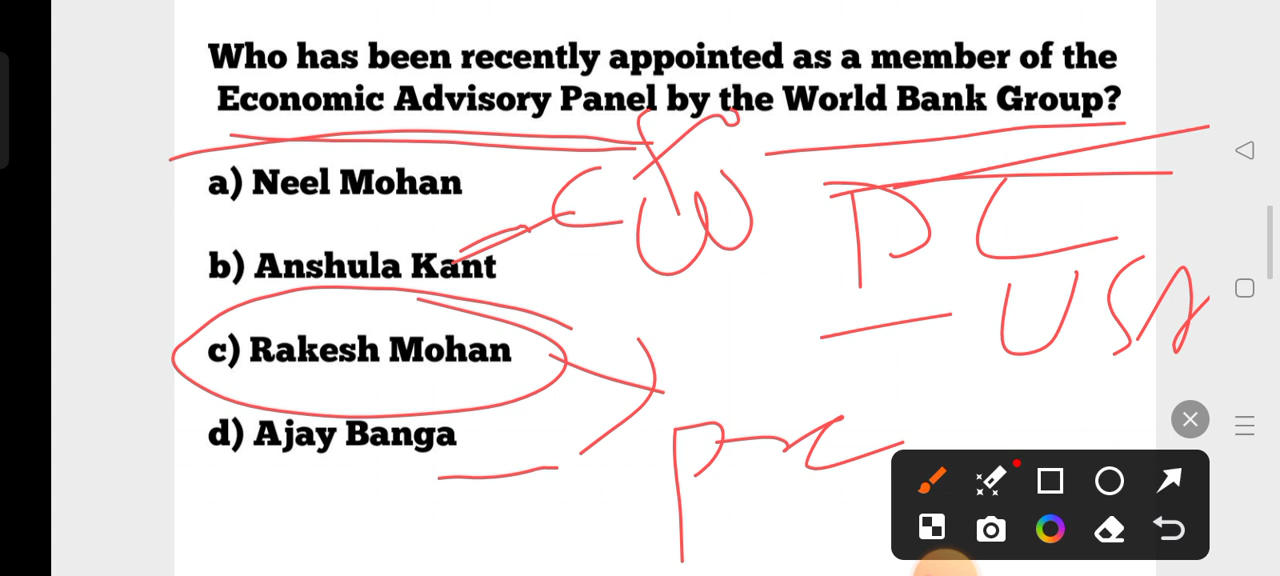 Who has been recently appointed as a member of the
Economic Advisory Panel by the World Bank Group?
a) Neel Mohan
b) Anshula Kant
c) Rakesh Mohan
d) Ajay Banga
DC
USA